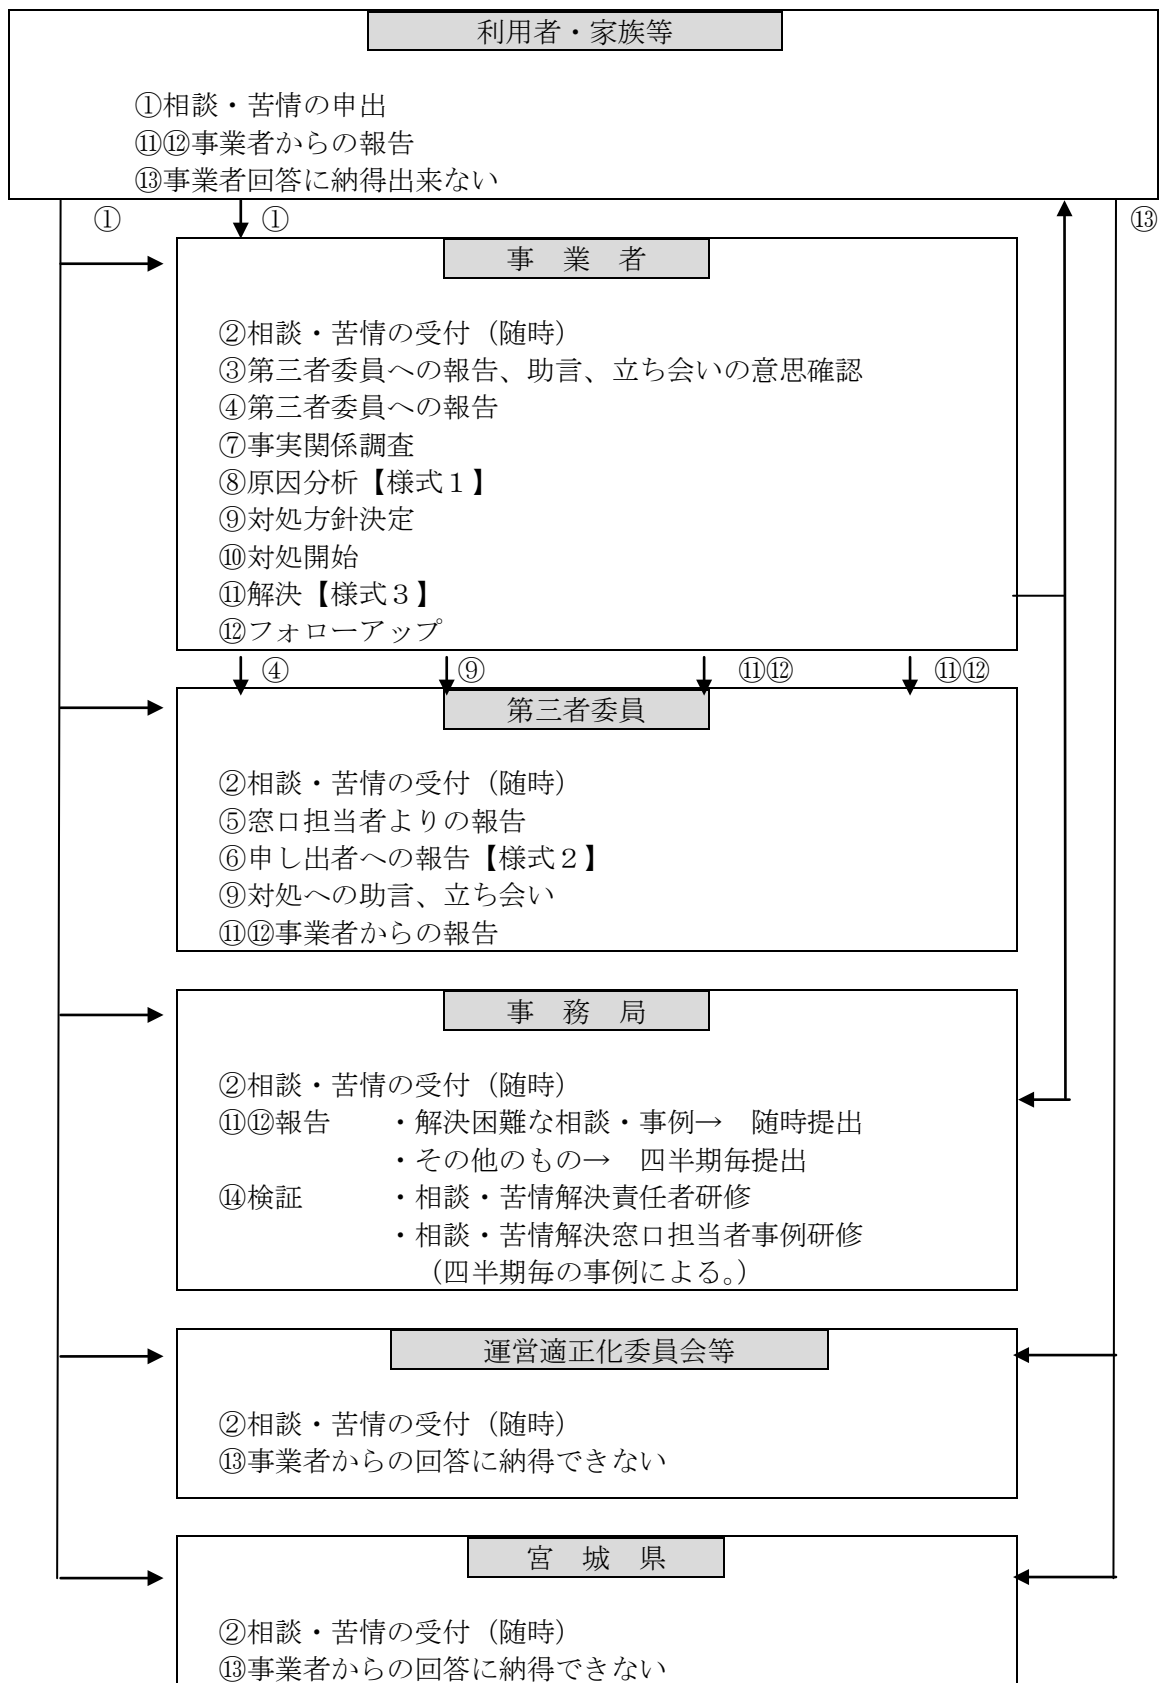 利用者・家族等
①相談・苦情の申出
⑪⑫事業者からの報告
⑬事業者回答に納得出来ない
① ① ⑬
事　業　者
②相談・苦情の受付（随時）
③第三者委員への報告、助言、立ち会いの意思確認
④第三者委員への報告
⑦事実関係調査
⑧原因分析【様式１】
⑨対処方針決定
⑩対処開始
⑪解決【様式３】
⑫フォローアップ
④ ⑨ ⑪⑫ ⑪⑫
第三者委員
②相談・苦情の受付（随時）
⑤窓口担当者よりの報告
⑥申し出者への報告【様式２】
⑨対処への助言、立ち会い
⑪⑫事業者からの報告
事　務　局
②相談・苦情の受付（随時）
⑪⑫報告　　・解決困難な相談・事例→　随時提出
・その他のもの→　四半期毎提出
⑭検証　　　・相談・苦情解決責任者研修
・相談・苦情解決窓口担当者事例研修
（四半期毎の事例による。）
運営適正化委員会等
②相談・苦情の受付（随時）
⑬事業者からの回答に納得できない
宮　城　県
②相談・苦情の受付（随時）
⑬事業者からの回答に納得できない